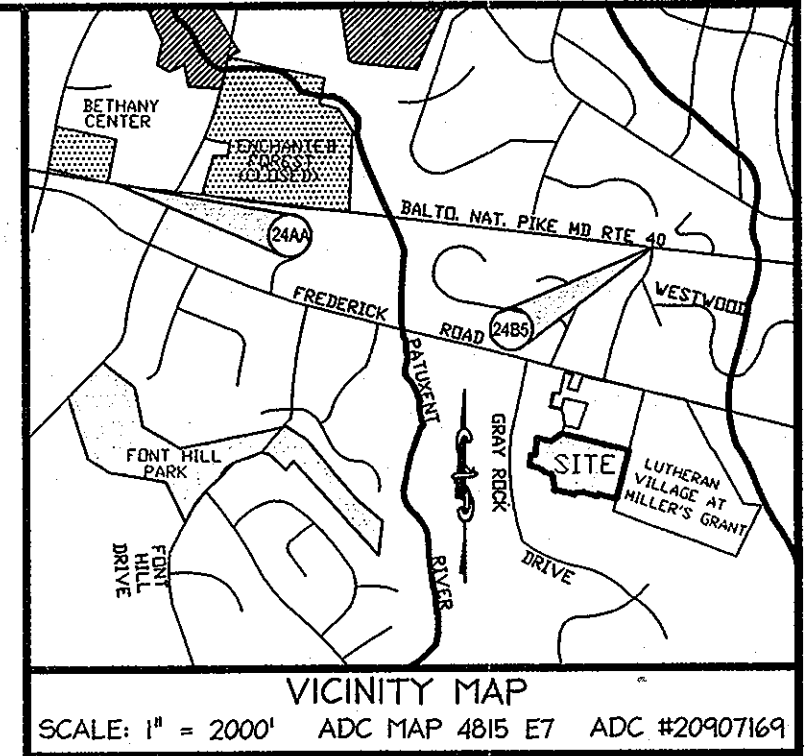 BETHANY
CENTER
ENCHANTED
FOREST
(CLOSED)
24AA
BALTO. NAT. PIKE MD RTE 40
FREDERICK
ROAD
24B5
WESTWOOD
PATUXENT
RIVER
GRAY ROCK
DRIVE
FONT HILL
PARK
SITE
LUTHERAN
VILLAGE AT
MILLER'S GRANT
FONT
HILL
DRIVE
VICINITY MAP
SCALE: 1" = 2000' ADC MAP 4815 E7 ADC #20907169